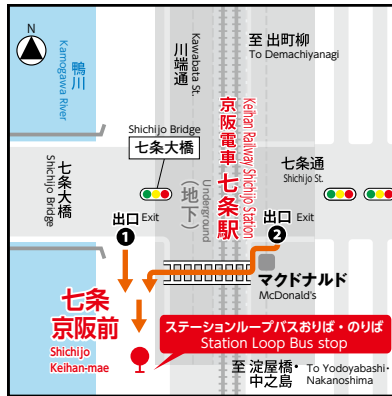 N
鴨川
Kamogawa River
川端通
Kawabata St.
至 出町柳
To Demachiyanagi
Shichijo Bridge
七条大橋
京阪電車 七条駅
Keihan Railway Shichijo Station
(地下)
Underground
七条通
Shichijo St.
七条大橋
Shichijo Bridge
出口 Exit
1
出口 Exit
2
マクドナルド
McDonald's
七条
京阪前
Shichijo
Keihan-mae
ステーションループバスおりば・のりば
Station Loop Bus stop
至 淀屋橋・
中之島
To Yodoyabashi・
Nakanoshima